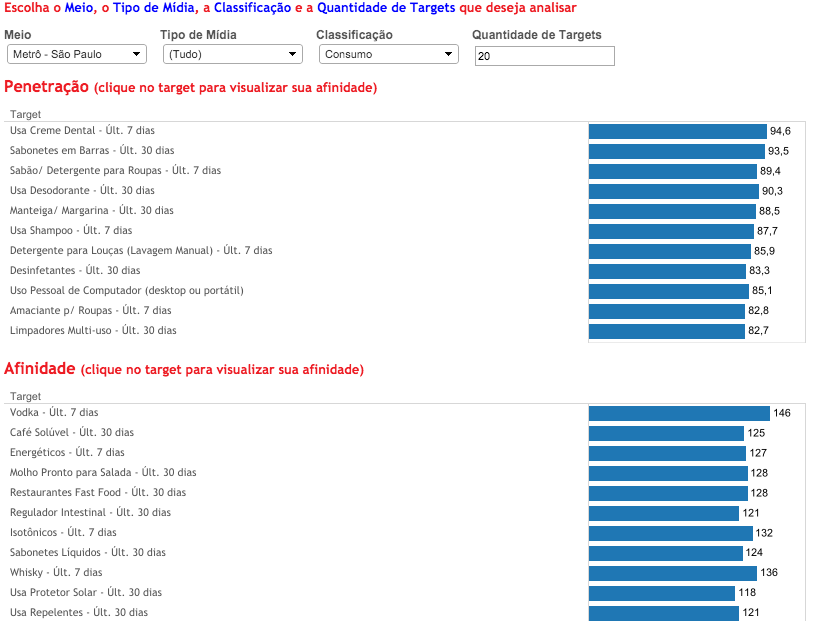 Escolha o Meio, o Tipo de Mídia, a Classificação e a Quantidade de Targets que deseja analisar
Meio Tipo de Mídia Classificação Quantidade de Targets
Metrô - São Paulo (Tudo) Consumo 20
Penetração (clique no target para visualizar sua afinidade)
Target
Usa Creme Dental - Últ. 7 dias 94,6
Sabonetes em Barras - Últ. 30 dias 93,5
Sabão/ Detergente para Roupas - Últ. 7 dias 89,4
Usa Desodorante - Últ. 30 dias 90,3
Manteiga/ Margarina - Últ. 30 dias 88,5
Usa Shampoo - Últ. 7 dias 87,7
Detergente para Louças (Lavagem Manual) - Últ. 7 dias 85,9
Desinfetantes - Últ. 30 dias 83,3
Uso Pessoal de Computador (desktop ou portátil) 85,1
Amaciante p/ Roupas - Últ. 7 dias 82,8
Limpadores Multi-uso - Últ. 30 dias 82,7
Afinidade (clique no target para visualizar sua afinidade)
Target
Vodka - Últ. 7 dias 146
Café Solúvel - Últ. 30 dias 125
Energéticos - Últ. 7 dias 127
Molho Pronto para Salada - Últ. 30 dias 128
Restaurantes Fast Food - Últ. 30 dias 128
Regulador Intestinal - Últ. 30 dias 121
Isotônicos - Últ. 7 dias 132
Sabonetes Líquidos - Últ. 30 dias 124
Whisky - Últ. 7 dias 136
Usa Protetor Solar - Últ. 30 dias 118
Usa Repelentes - Últ. 30 dias 121